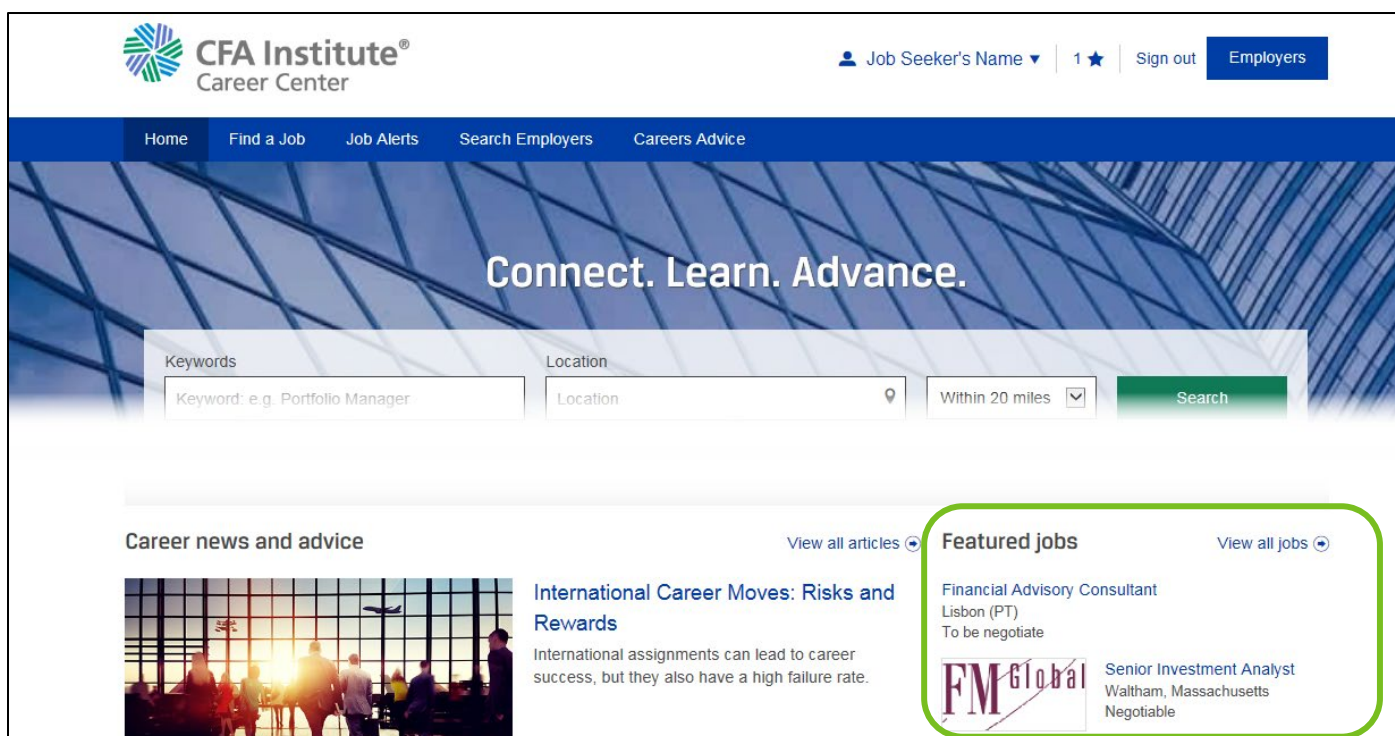 CFA Institute®
Career Center
Job Seeker's Name ▼ 1 ★ Sign out Employers
Home Find a Job Job Alerts Search Employers Careers Advice
Connect. Learn. Advance.
Keywords Location
Keyword: e.g. Portfolio Manager Location Within 20 miles Search
Career news and advice View all articles
International Career Moves: Risks and
Rewards
International assignments can lead to career
success, but they also have a high failure rate.
Featured jobs View all jobs
Financial Advisory Consultant
Lisbon (PT)
To be negotiate
FM Global
Senior Investment Analyst
Waltham, Massachusetts
Negotiable